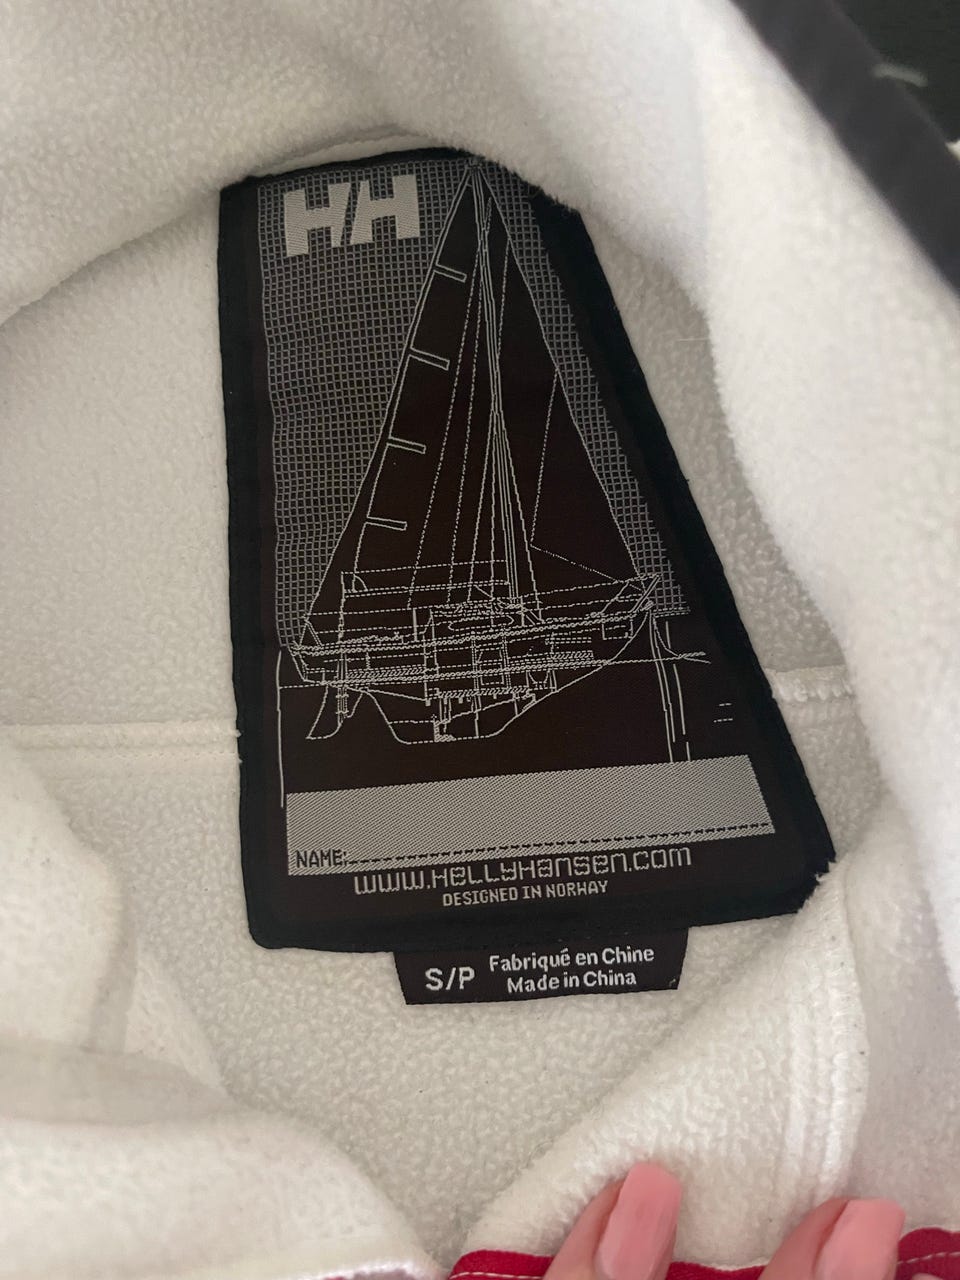 HH
NAME:
www.HellyHansen.com
DESIGNED IN NORWAY
S/P
Fabriqué en Chine
Made in China